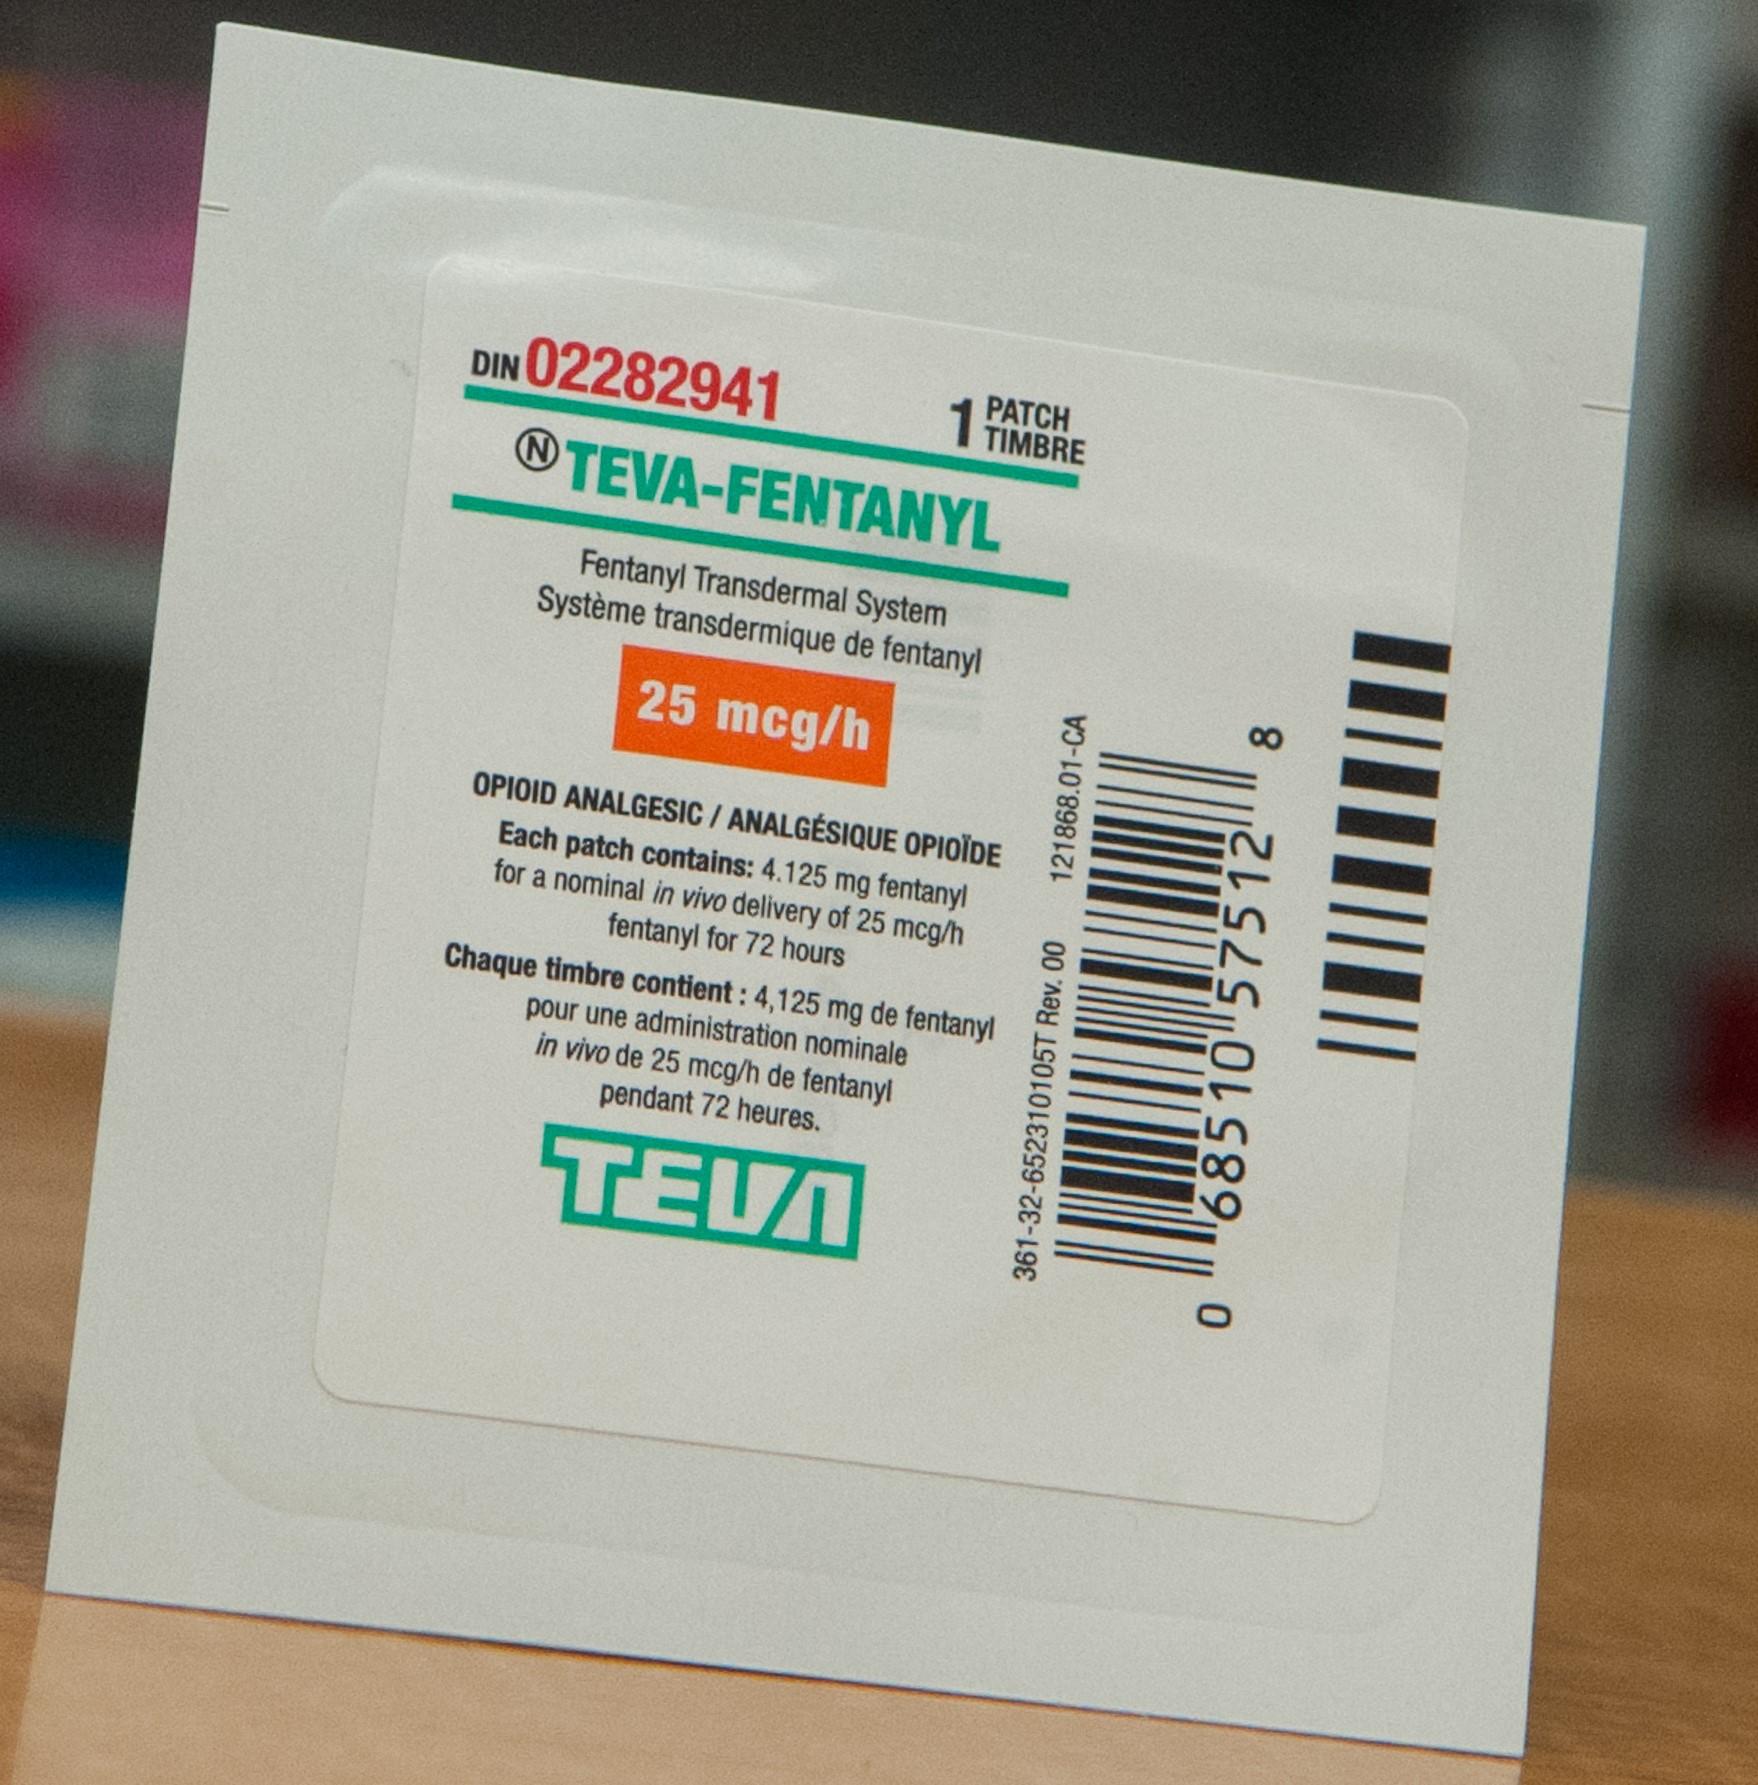 DIN 02282941
1 PATCH
TIMBRE
Ⓝ TEVA-FENTANYL
Fentanyl Transdermal System
Système transdermique de fentanyl
25 mcg/h
OPIOID ANALGESIC / ANALGÉSIQUE OPIOÏDE
Each patch contains: 4.125 mg fentanyl
for a nominal in vivo delivery of 25 mcg/h
fentanyl for 72 hours
Chaque timbre contient : 4,125 mg de fentanyl
pour une administration nominale
in vivo de 25 mcg/h de fentanyl
pendant 72 heures.
TEVA
361-32-652310105T Rev. 00 121868.01-CA
0 68510 57512 8